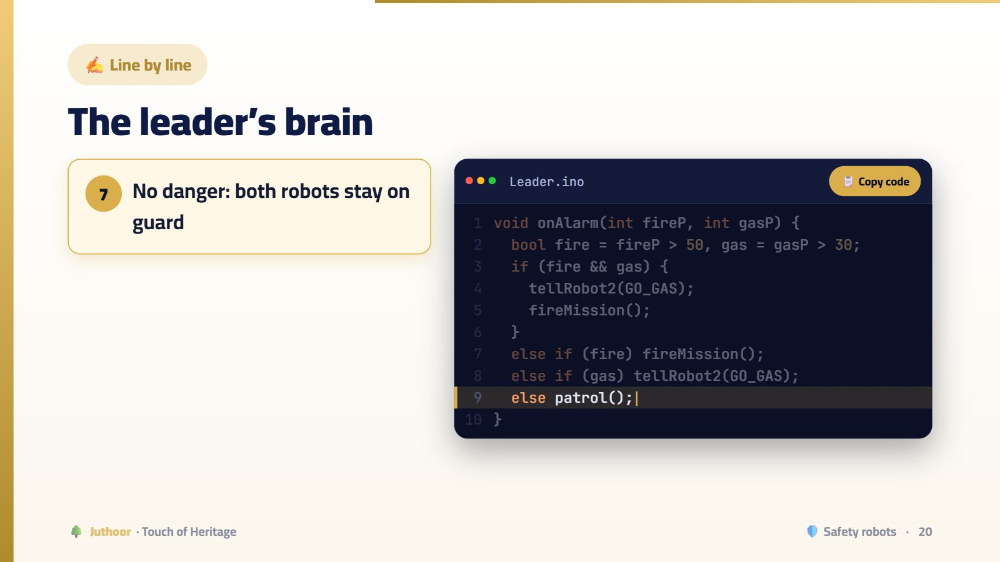 ✍️ Line by line
The leader's brain
7 No danger: both robots stay on
guard
Leader.ino
📋 Copy code
1 void onAlarm(int fireP, int gasP) {
2   bool fire = fireP > 50, gas = gasP > 30;
3   if (fire && gas) {
4     tellRobot2(GO_GAS);
5     fireMission();
6   }
7   else if (fire) fireMission();
8   else if (gas) tellRobot2(GO_GAS);
9   else patrol();
10 }
🌳 Juthoor · Touch of Heritage
🛡️ Safety robots · 20